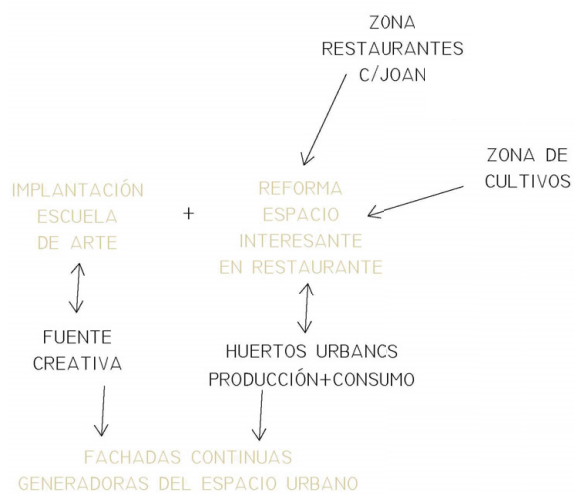 ZONA
RESTAURANTES
C/JOAN
ZONA DE
CULTIVOS
IMPLANTACIÓN
ESCUELA
DE ARTE
+
REFORMA
ESPACIO
INTERESANTE
EN RESTAURANTE
FUENTE
CREATIVA
HUERTOS URBANCS
PRODUCCIÓN+CONSUMO
FACHADAS CONTINUAS
GENERADORAS DEL ESPACIO URBANO